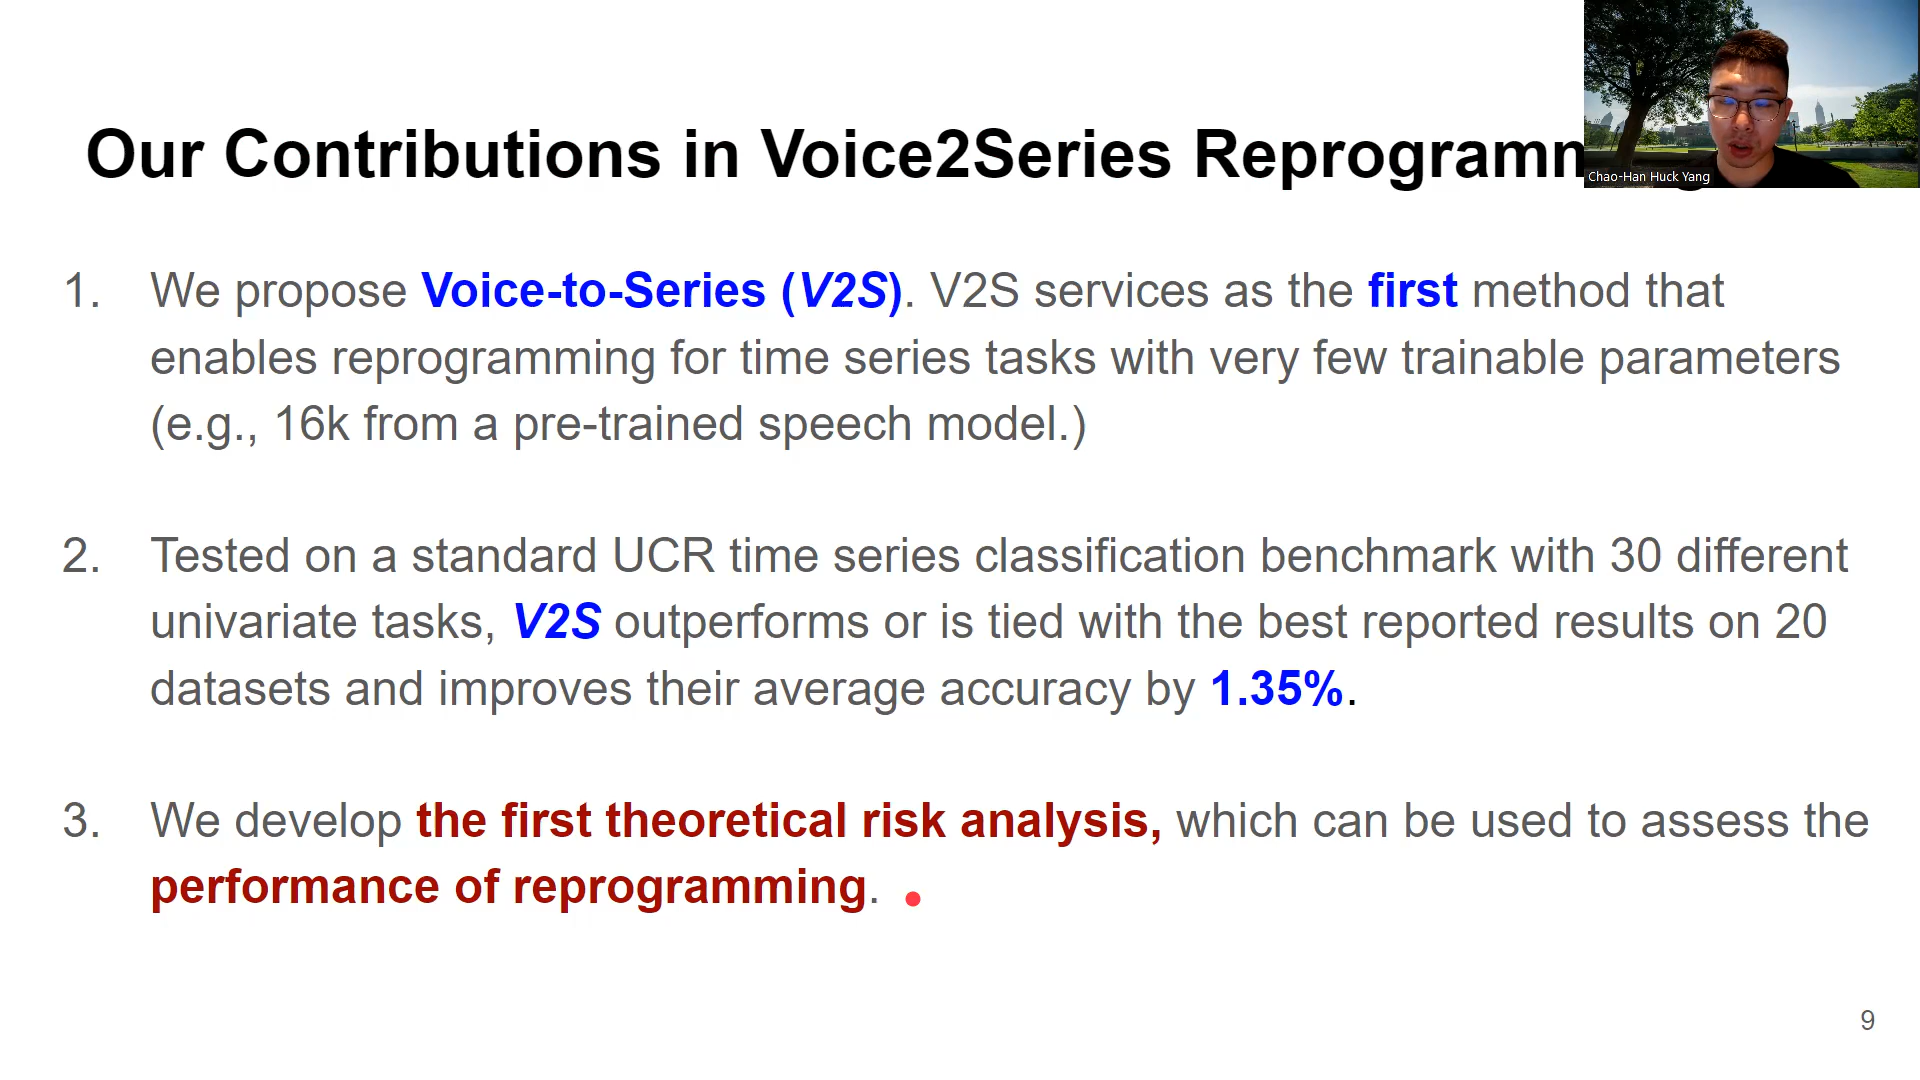 Our Contributions in Voice2Series Reprogramm
Chao-Han Huck Yang
1. We propose Voice-to-Series (V2S). V2S services as the first method that
enables reprogramming for time series tasks with very few trainable parameters
(e.g., 16k from a pre-trained speech model.)
2. Tested on a standard UCR time series classification benchmark with 30 different
univariate tasks, V2S outperforms or is tied with the best reported results on 20
datasets and improves their average accuracy by 1.35%.
3. We develop the first theoretical risk analysis, which can be used to assess the
performance of reprogramming.
9